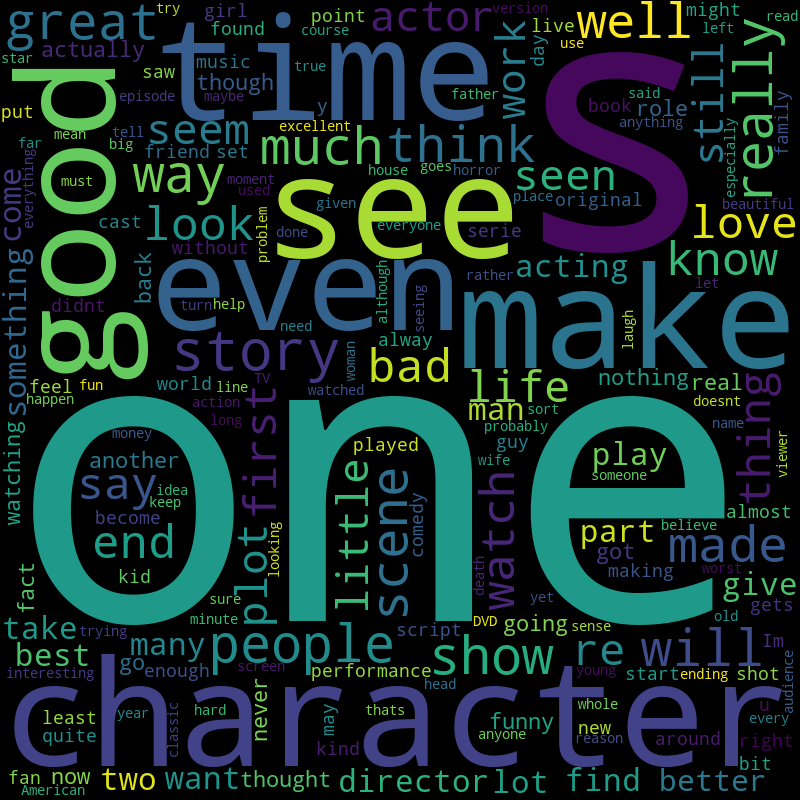 great
time
s
well
really
good
actor
work
still
try
girl
found
point
live
day
might
left
read
version
course
star
actually
saw
though
music
true
use
said
book
role
family
put
episode
maybe
y
father
anything
especially
beautiful
far
mean
tell
big
seem
excellent
much
think
friend
set
everything
must
way
moment
used
house
goes
horror
seen
place
original
come
look
see
given
everyone
serie
love
cast
without
problem
done
rather
let
know
something
back
even
although
seeing
acting
make
didnt
turn
help
need
story
woman
alway
laugh
bad
life
nothing
real
doesnt
thing
feel
fun
world
line
TV
watched
happen
action
long
first
man
sort
probably
guy
name
viewer
one
watching
money
another
say
idea
keep
become
end
kid
played
comedy
wife
play
someone
part
believe
almost
got
made
making
worst
little
scene
watch
plot
looking
fact
sure
minute
death
yet
sense
DVD
give
gets
old
take
trying
many
people
script
going
re
will
Im
best
interesting
go
enough
screen
performance
show
head
young
start
ending
shot
audience
character
least
quite
year
classic
hard
never
may
thats
kind
anyone
funny
whole
new
reason
around
u
every
right
bit
fan
now
American
two
want
thought
director
lot
find
better